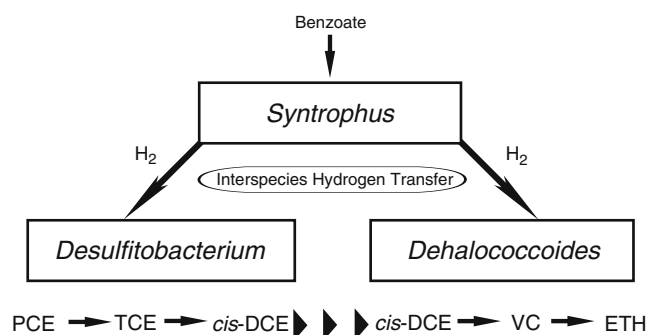 Benzoate
Syntrophus
H₂ H₂
Interspecies Hydrogen Transfer
Desulfitobacterium Dehalococcoides
PCE TCE cis-DCE cis-DCE VC ETH